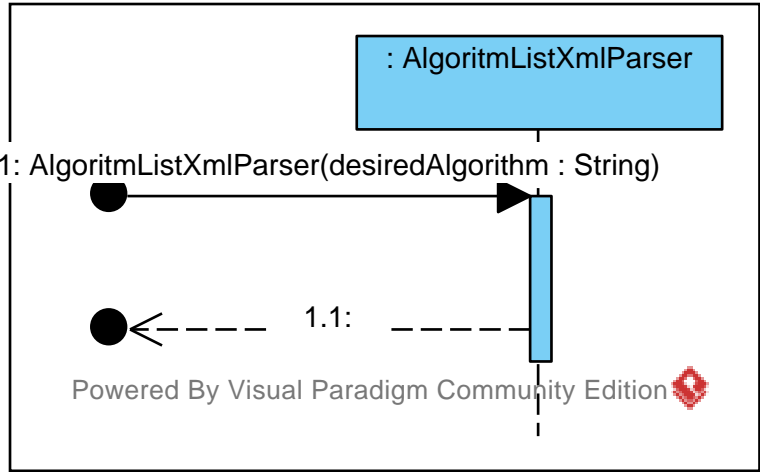 : AlgoritmListXmlParser
1: AlgoritmListXmlParser(desiredAlgorithm : String)
1.1:
Powered By Visual Paradigm Community Edition